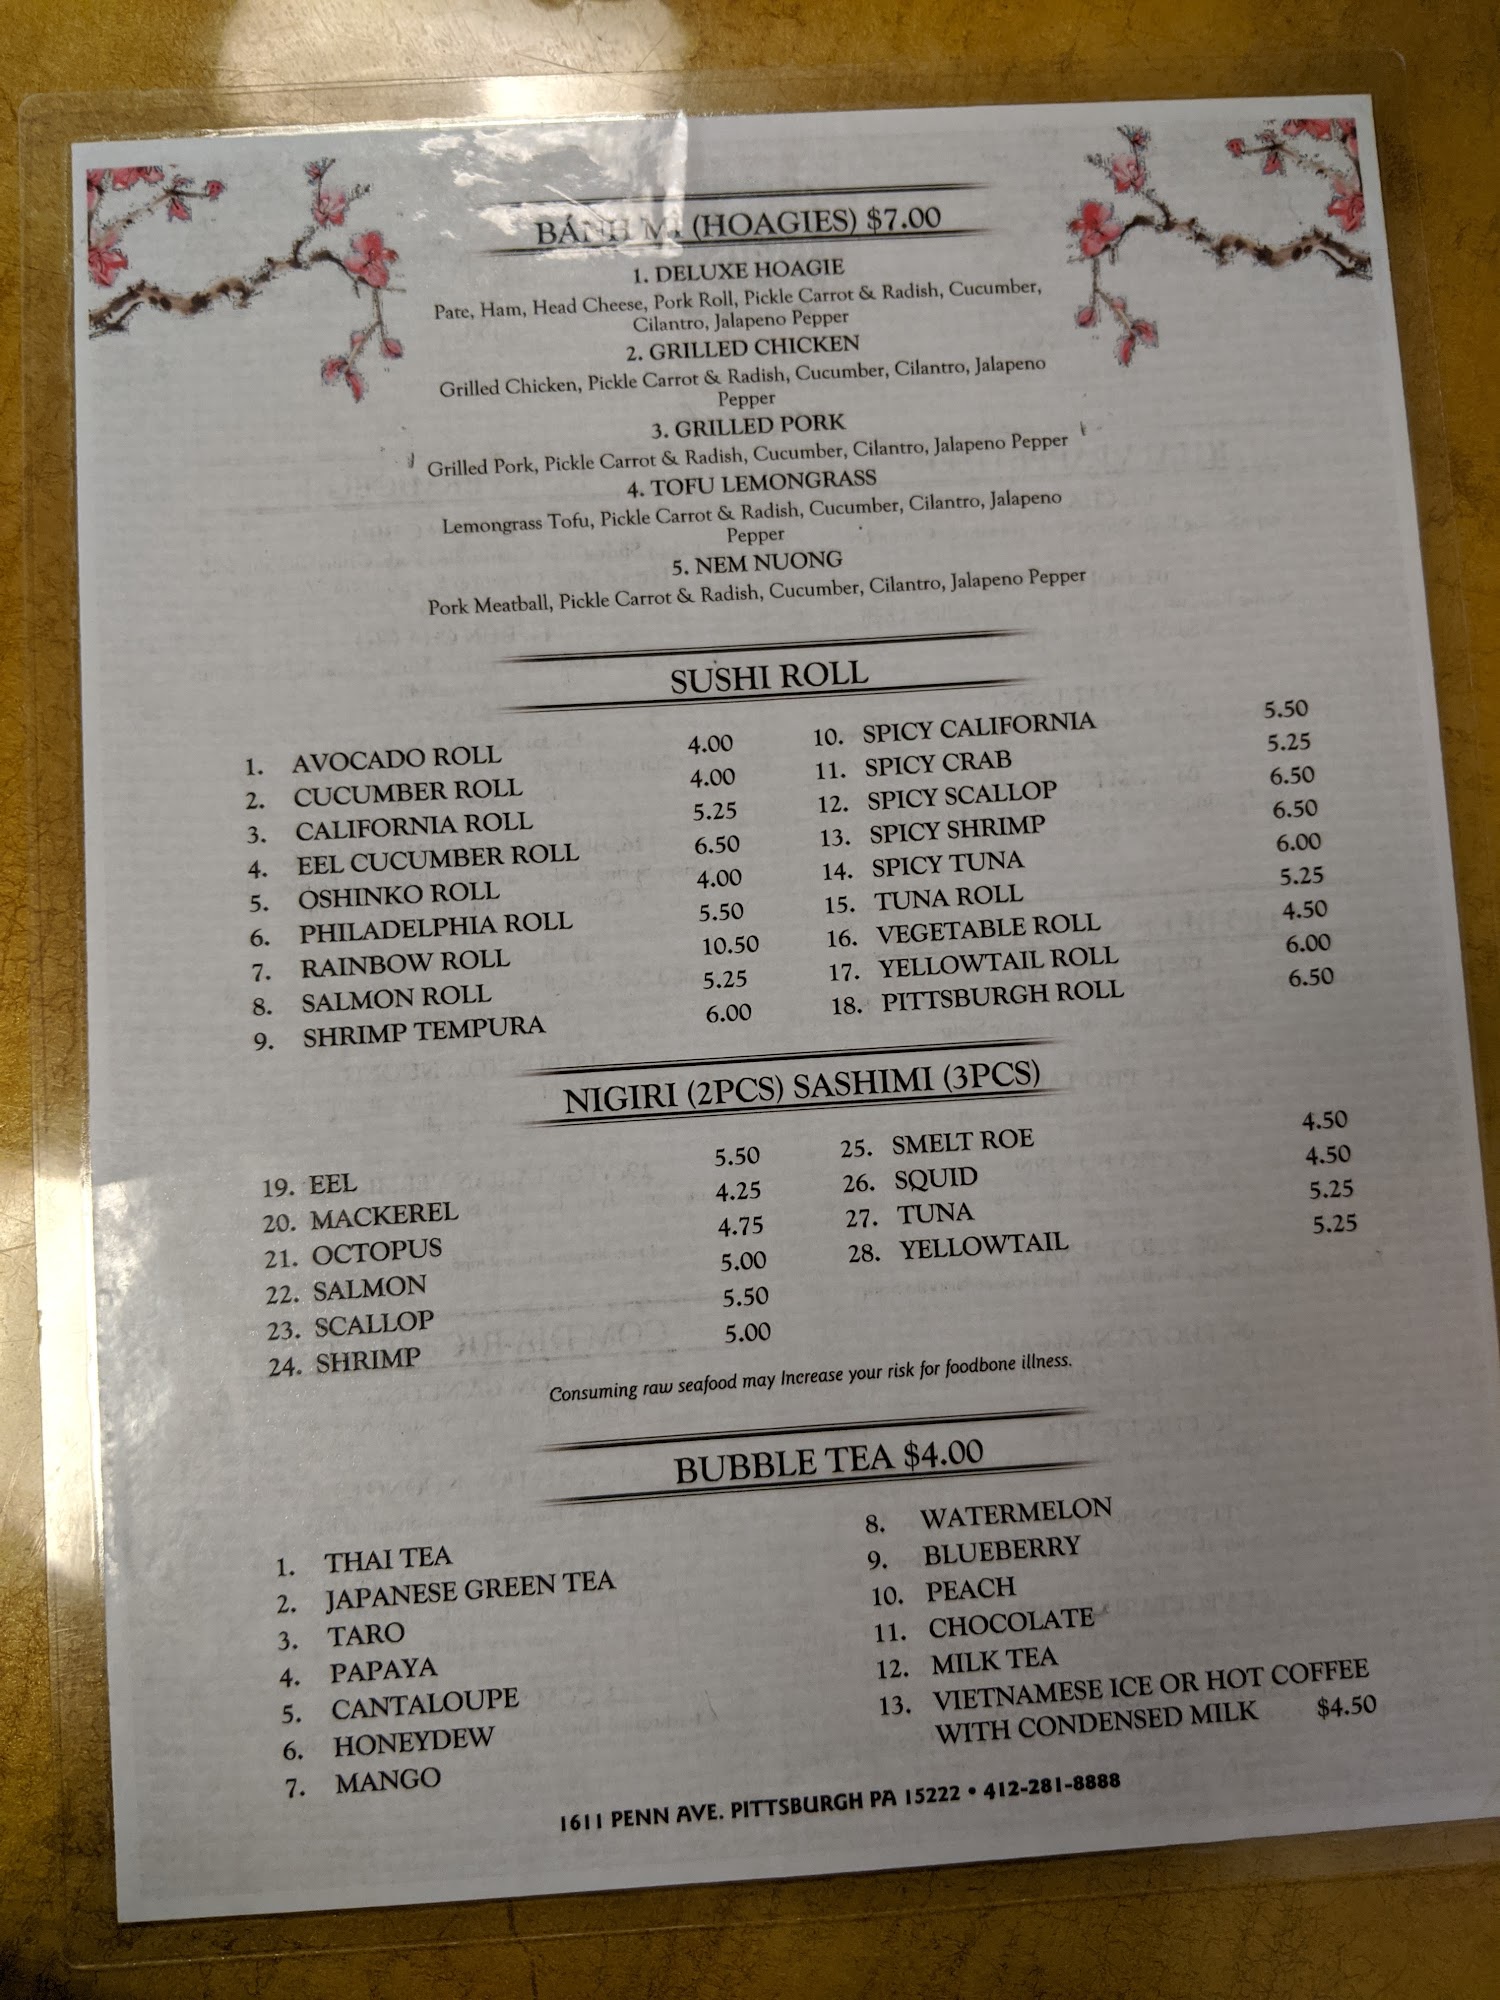 BÁNH MÌ (HOAGIES) $7.00
1. DELUXE HOAGIE
Pate, Ham, Head Cheese, Pork Roll, Pickle Carrot & Radish, Cucumber,
Cilantro, Jalapeno Pepper
2. GRILLED CHICKEN
Grilled Chicken, Pickle Carrot & Radish, Cucumber, Cilantro, Jalapeno
Pepper
3. GRILLED PORK
Grilled Pork, Pickle Carrot & Radish, Cucumber, Cilantro, Jalapeno Pepper
4. TOFU LEMONGRASS
Lemongrass Tofu, Pickle Carrot & Radish, Cucumber, Cilantro, Jalapeno
Pepper
5. NEM NUONG
Pork Meatball, Pickle Carrot & Radish, Cucumber, Cilantro, Jalapeno Pepper
SUSHI ROLL
1. AVOCADO ROLL 4.00
2. CUCUMBER ROLL 4.00
3. CALIFORNIA ROLL 5.25
4. EEL CUCUMBER ROLL 6.50
5. OSHINKO ROLL 4.00
6. PHILADELPHIA ROLL 5.50
7. RAINBOW ROLL 10.50
8. SALMON ROLL 5.25
9. SHRIMP TEMPURA 6.00
10. SPICY CALIFORNIA 5.50
11. SPICY CRAB 5.25
12. SPICY SCALLOP 6.50
13. SPICY SHRIMP 6.50
14. SPICY TUNA 6.00
15. TUNA ROLL 5.25
16. VEGETABLE ROLL 4.50
17. YELLOWTAIL ROLL 6.00
18. PITTSBURGH ROLL 6.50
NIGIRI (2PCS) SASHIMI (3PCS)
19. EEL 5.50
20. MACKEREL 4.25
21. OCTOPUS 4.75
22. SALMON 5.00
23. SCALLOP 5.50
24. SHRIMP 5.00
25. SMELT ROE 4.50
26. SQUID 4.50
27. TUNA 5.25
28. YELLOWTAIL 5.25
Consuming raw seafood may Increase your risk for foodbone illness.
BUBBLE TEA $4.00
1. THAI TEA
2. JAPANESE GREEN TEA
3. TARO
4. PAPAYA
5. CANTALOUPE
6. HONEYDEW
7. MANGO
8. WATERMELON
9. BLUEBERRY
10. PEACH
11. CHOCOLATE
12. MILK TEA
13. VIETNAMESE ICE OR HOT COFFEE
WITH CONDENSED MILK $4.50
1611 PENN AVE. PITTSBURGH PA 15222 • 412-281-8888